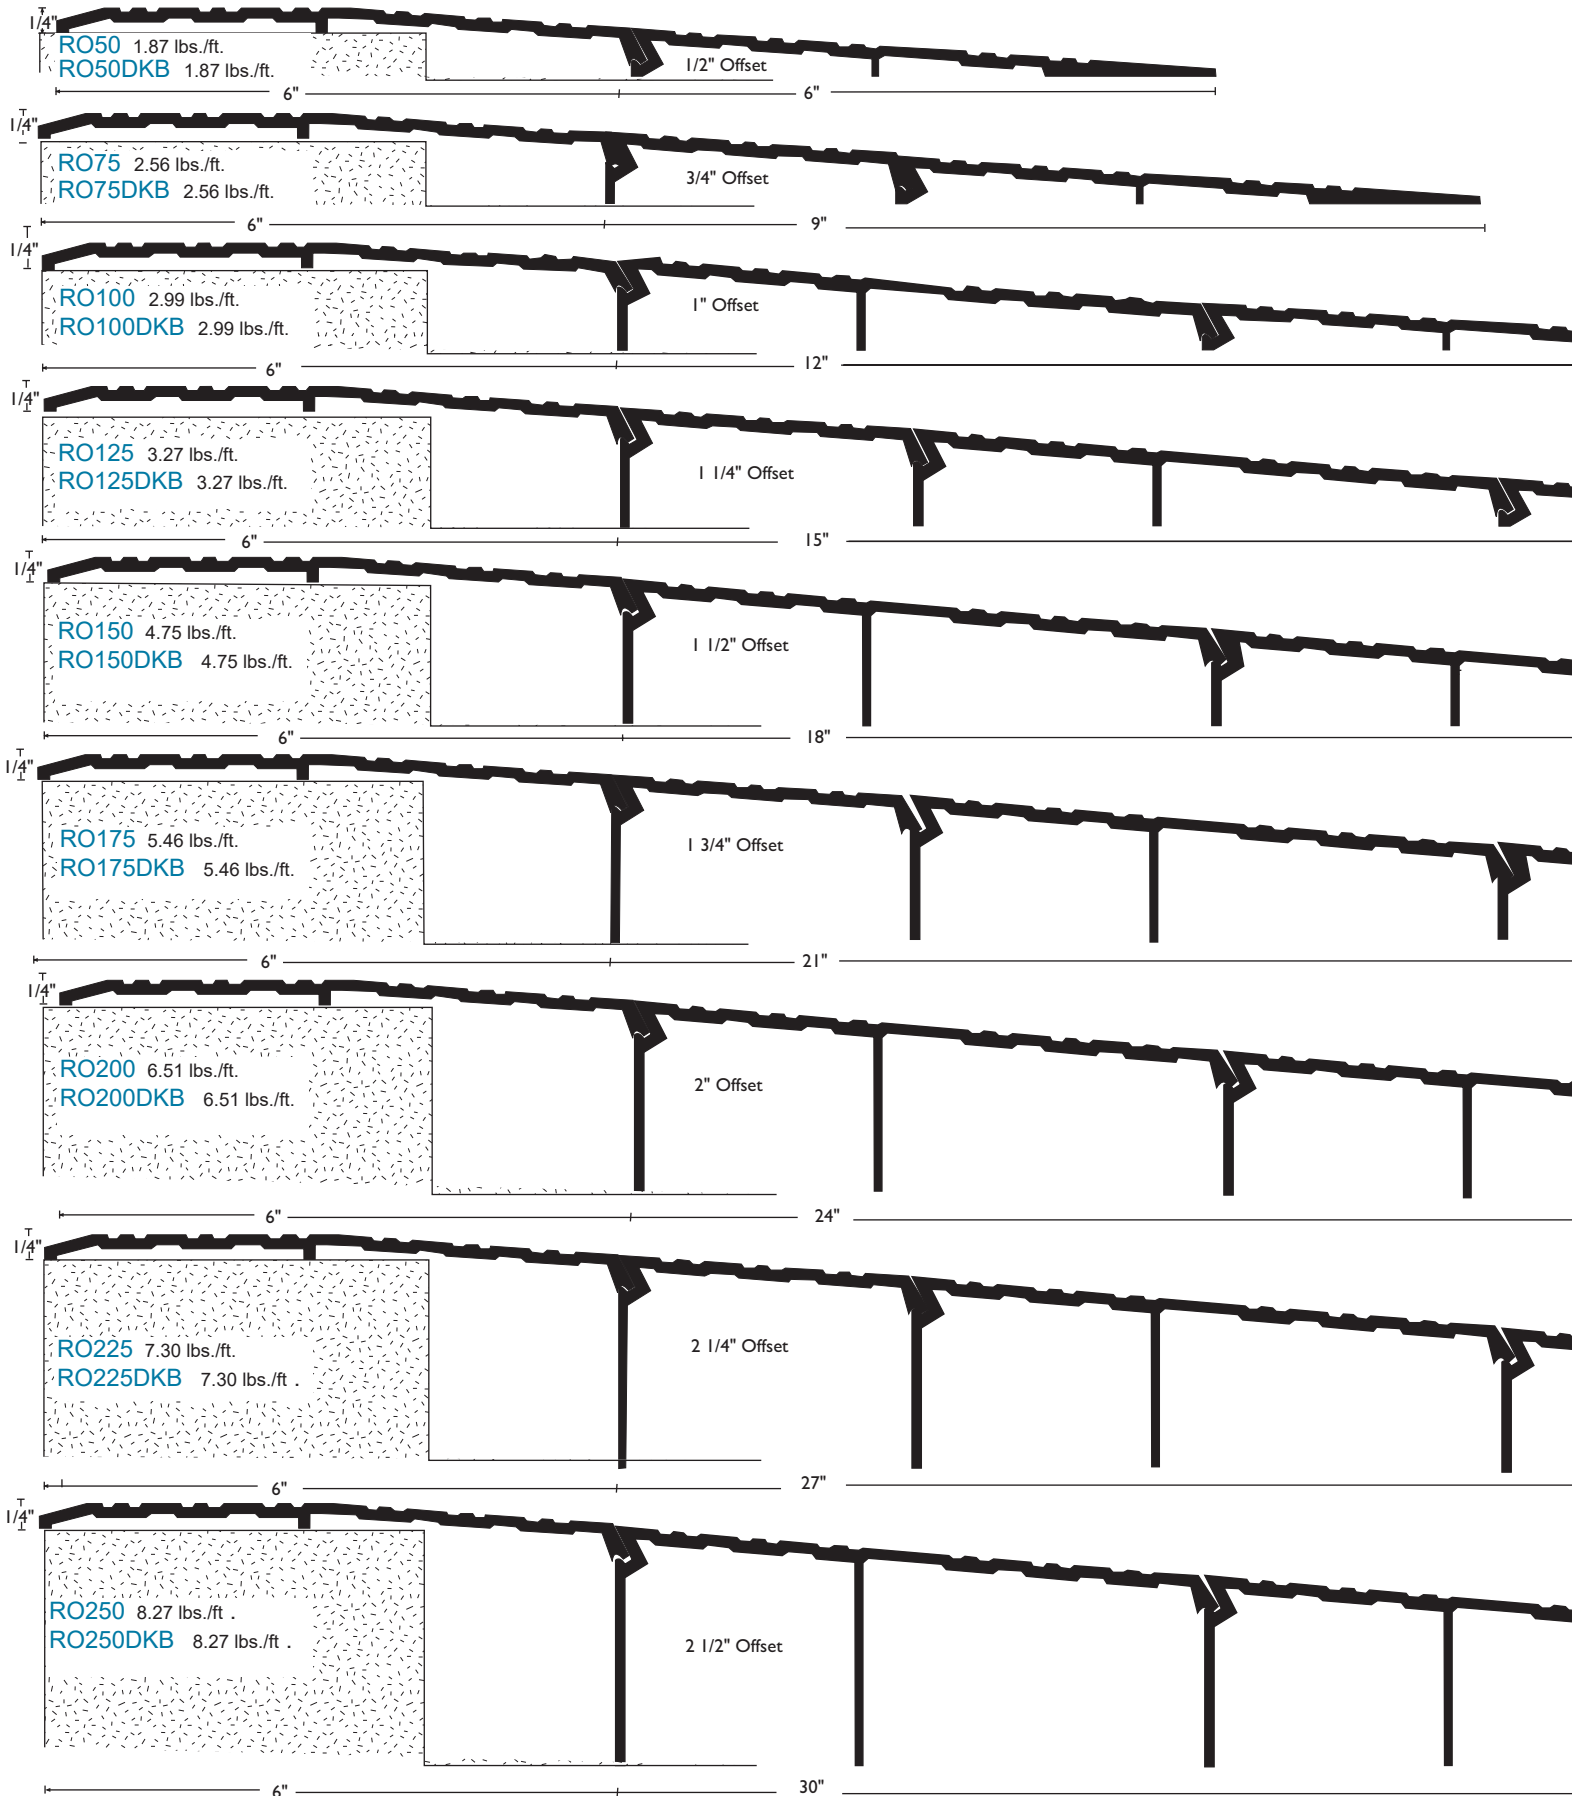 1/4"
RO50 1.87 lbs./ft.
RO50DKB 1.87 lbs./ft.
1/2" Offset
6" 6"
1/4"
RO75 2.56 lbs./ft.
RO75DKB 2.56 lbs./ft.
3/4" Offset
6" 9"
1/4"
RO100 2.99 lbs./ft.
RO100DKB 2.99 lbs./ft.
1" Offset
6" 12"
1/4"
RO125 3.27 lbs./ft.
RO125DKB 3.27 lbs./ft.
1 1/4" Offset
6" 15"
1/4"
RO150 4.75 lbs./ft.
RO150DKB 4.75 lbs./ft.
1 1/2" Offset
6" 18"
1/4"
RO175 5.46 lbs./ft.
RO175DKB 5.46 lbs./ft.
1 3/4" Offset
6" 21"
1/4"
RO200 6.51 lbs./ft.
RO200DKB 6.51 lbs./ft.
2" Offset
6" 24"
1/4"
RO225 7.30 lbs./ft.
RO225DKB 7.30 lbs./ft .
2 1/4" Offset
6" 27"
1/4"
RO250 8.27 lbs./ft .
RO250DKB 8.27 lbs./ft .
2 1/2" Offset
6" 30"